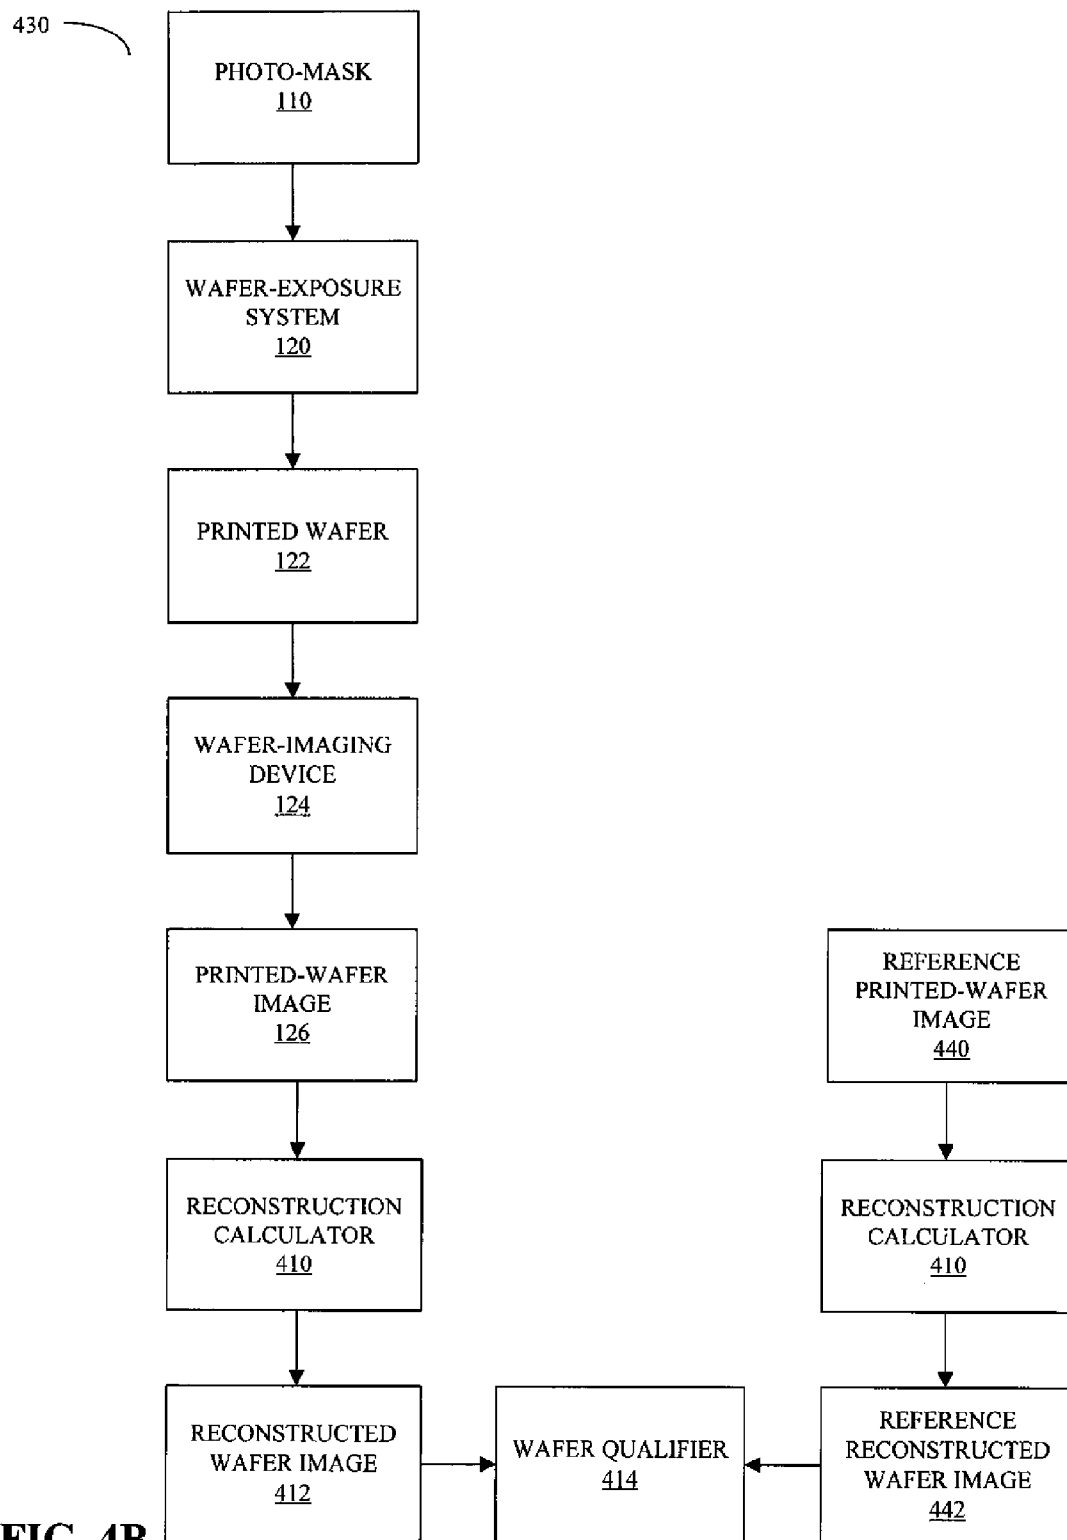 430
PHOTO-MASK
110
WAFER-EXPOSURE
SYSTEM
120
PRINTED WAFER
122
WAFER-IMAGING
DEVICE
124
PRINTED-WAFER
IMAGE
126
REFERENCE
PRINTED-WAFER
IMAGE
440
RECONSTRUCTION
CALCULATOR
410
RECONSTRUCTION
CALCULATOR
410
RECONSTRUCTED
WAFER IMAGE
412
WAFER QUALIFIER
414
REFERENCE
RECONSTRUCTED
WAFER IMAGE
442
FIG. 4B